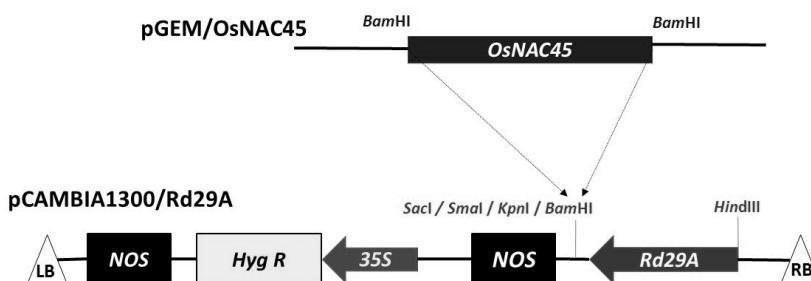 pGEM/OsNAC45
BamHI
BamHI
OsNAC45
pCAMBIA1300/Rd29A
SacI / SmaI / KpnI / BamHI
HindIII
LB
NOS
Hyg R
35S
NOS
Rd29A
RB